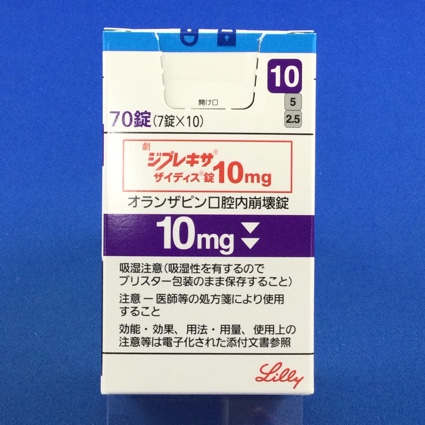 開け口
10
5
2.5
70錠(7錠×10)
劇
ジプレキサ®
ザイディス®錠10mg
オランザピン口腔内崩壊錠
10mg
吸湿注意(吸湿性を有するので
ブリスター包装のまま保存すること)
注意－医師等の処方箋により使用
すること
効能・効果、用法・用量、使用上の
注意等は電子化された添付文書参照
Lilly